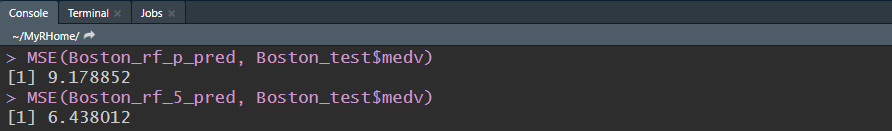 Console Terminal × Jobs ×
~/MyRHome/
> MSE(Boston_rf_p_pred, Boston_test$medv)
[1] 9.178852
> MSE(Boston_rf_5_pred, Boston_test$medv)
[1] 6.438012